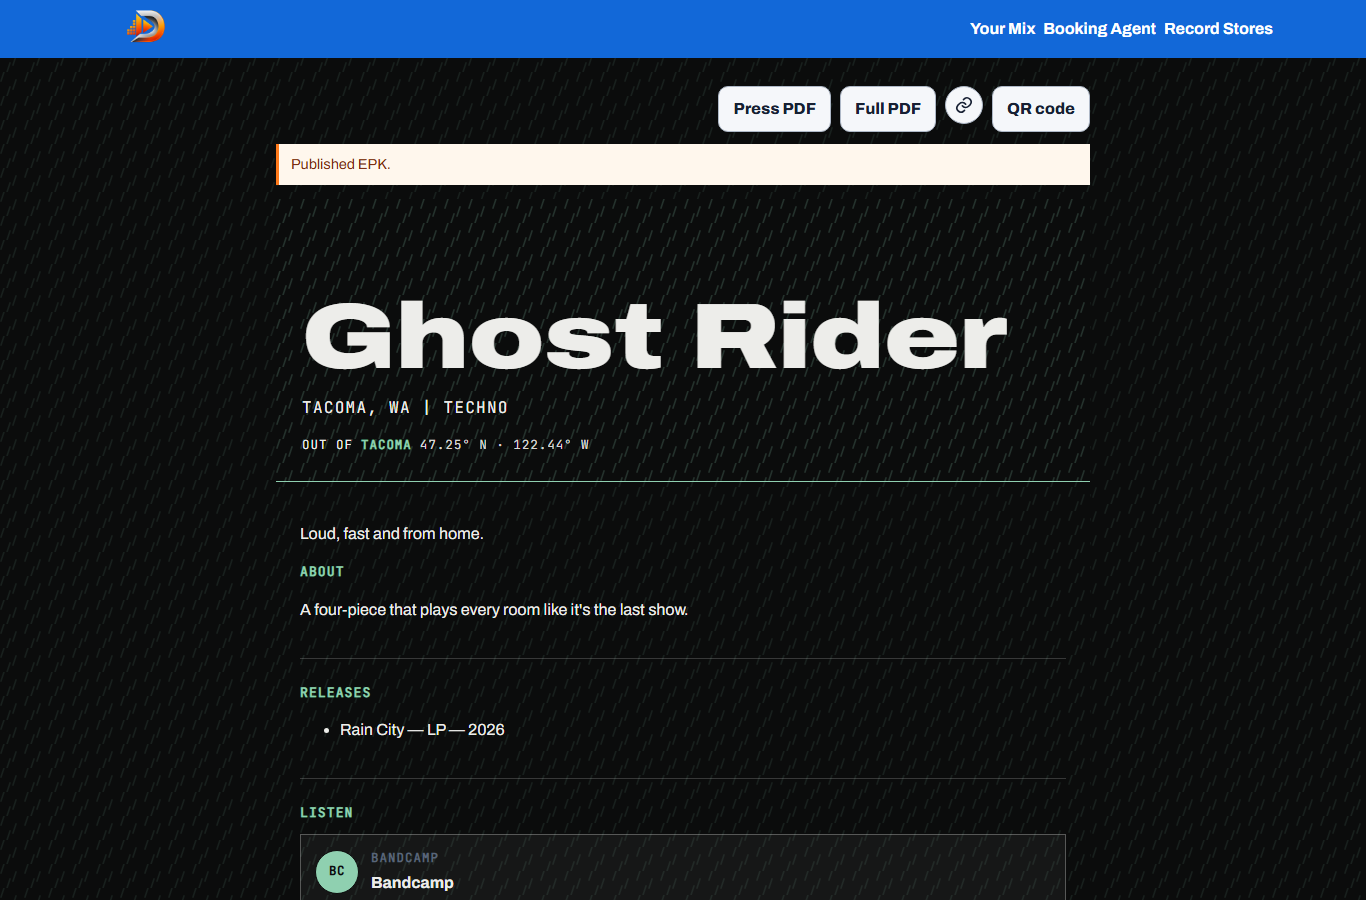 Your Mix Booking Agent Record Stores
Press PDF
Full PDF
QR code
Published EPK.
Ghost Rider
TACOMA, WA | TECHNO
OUT OF TACOMA 47.25° N · 122.44° W
Loud, fast and from home.
ABOUT
A four-piece that plays every room like it's the last show.
RELEASES
Rain City — LP — 2026
LISTEN
BC
BANDCAMP
Bandcamp